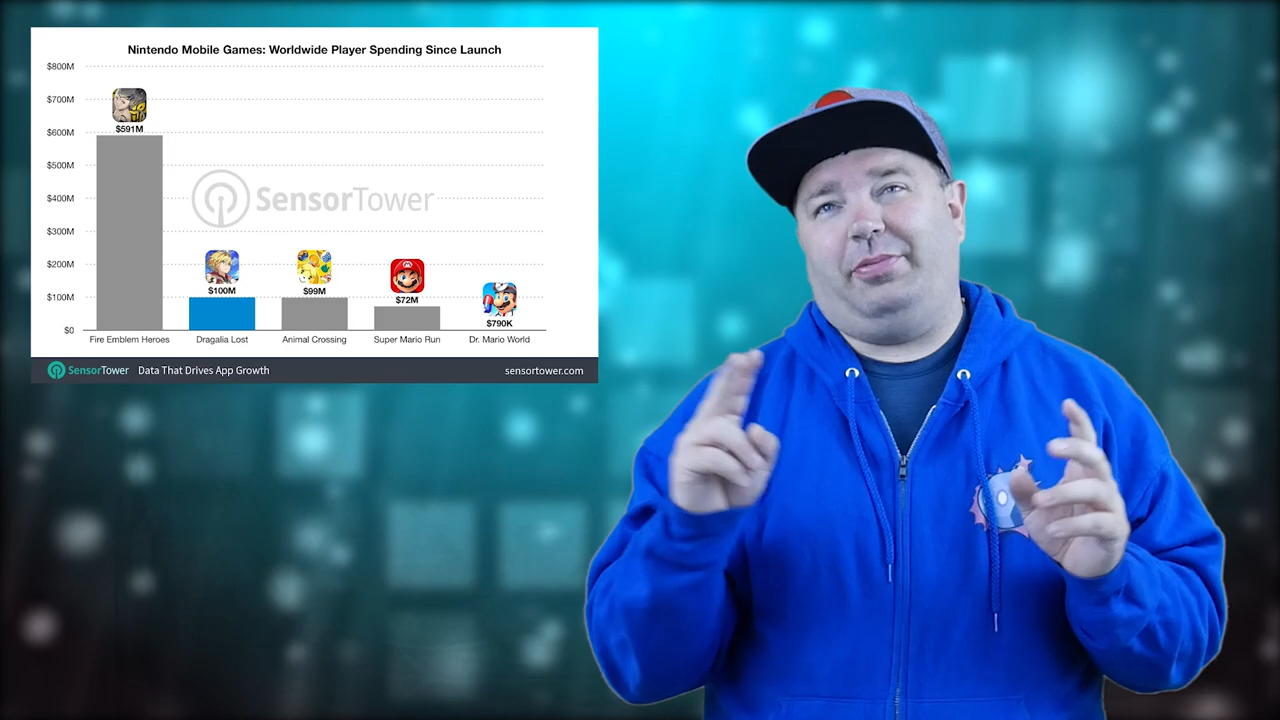 Nintendo Mobile Games: Worldwide Player Spending Since Launch
$800M
$700M
$600M
$500M
$400M
$300M
$200M
$100M
$0
$591M
$100M
$99M
$72M
$790K
SensorTower
Fire Emblem Heroes
Dragalia Lost
Animal Crossing
Super Mario Run
Dr. Mario World
SensorTower Data That Drives App Growth
sensortower.com